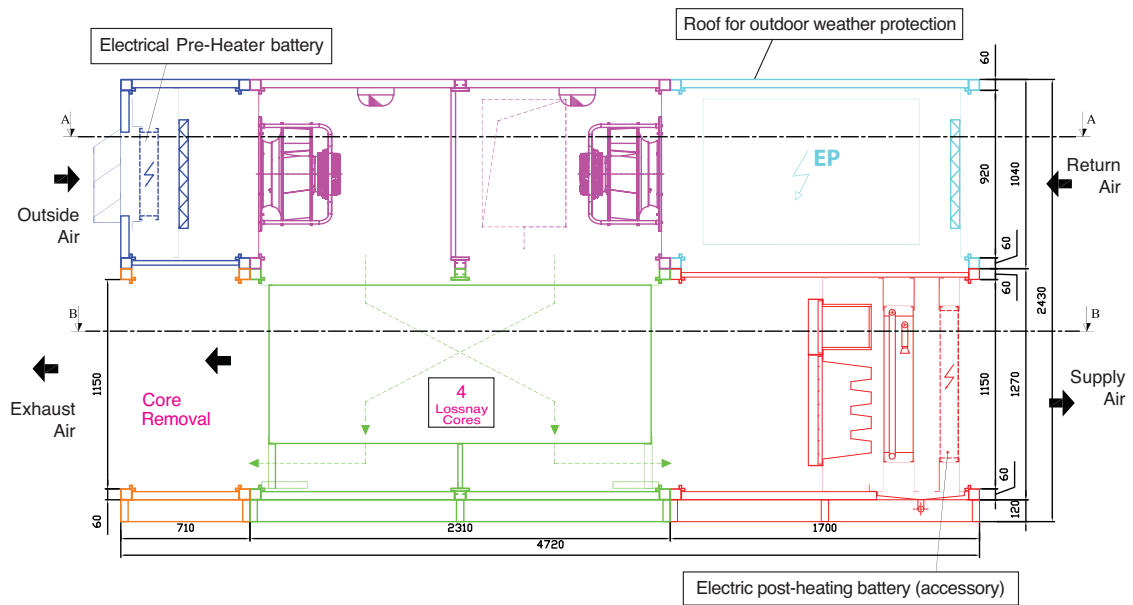 Electrical Pre-Heater battery
Roof for outdoor weather protection
60
A
A
EP
920
1040
Return
Air
Outside
Air
60
60
2430
B
B
1150
Core
Removal
4
Lossnay
Cores
1150
1270
Supply
Air
Exhaust
Air
60
60
120
710
2310
1700
4720
Electric post-heating battery (accessory)